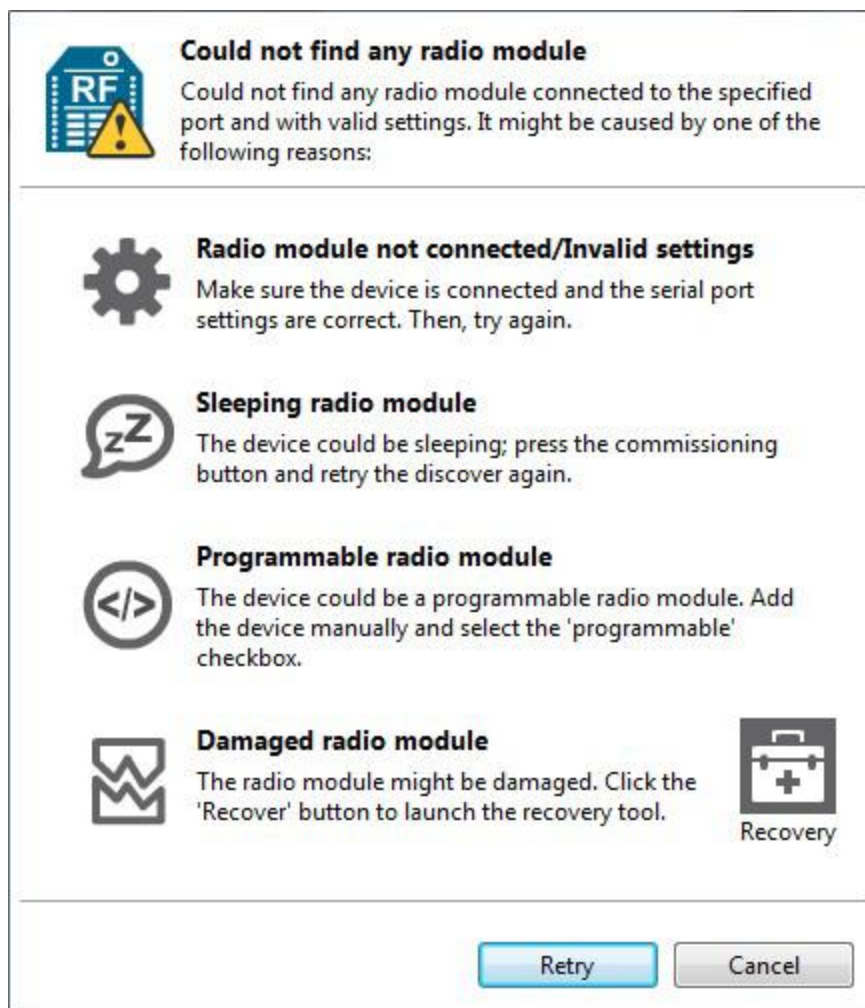 RF
Could not find any radio module
Could not find any radio module connected to the specified
port and with valid settings. It might be caused by one of the
following reasons:
Radio module not connected/Invalid settings
Make sure the device is connected and the serial port
settings are correct. Then, try again.
zZ
Sleeping radio module
The device could be sleeping; press the commissioning
button and retry the discover again.
</>
Programmable radio module
The device could be a programmable radio module. Add
the device manually and select the 'programmable'
checkbox.
Damaged radio module
The radio module might be damaged. Click the
'Recover' button to launch the recovery tool.
Recovery
Retry
Cancel